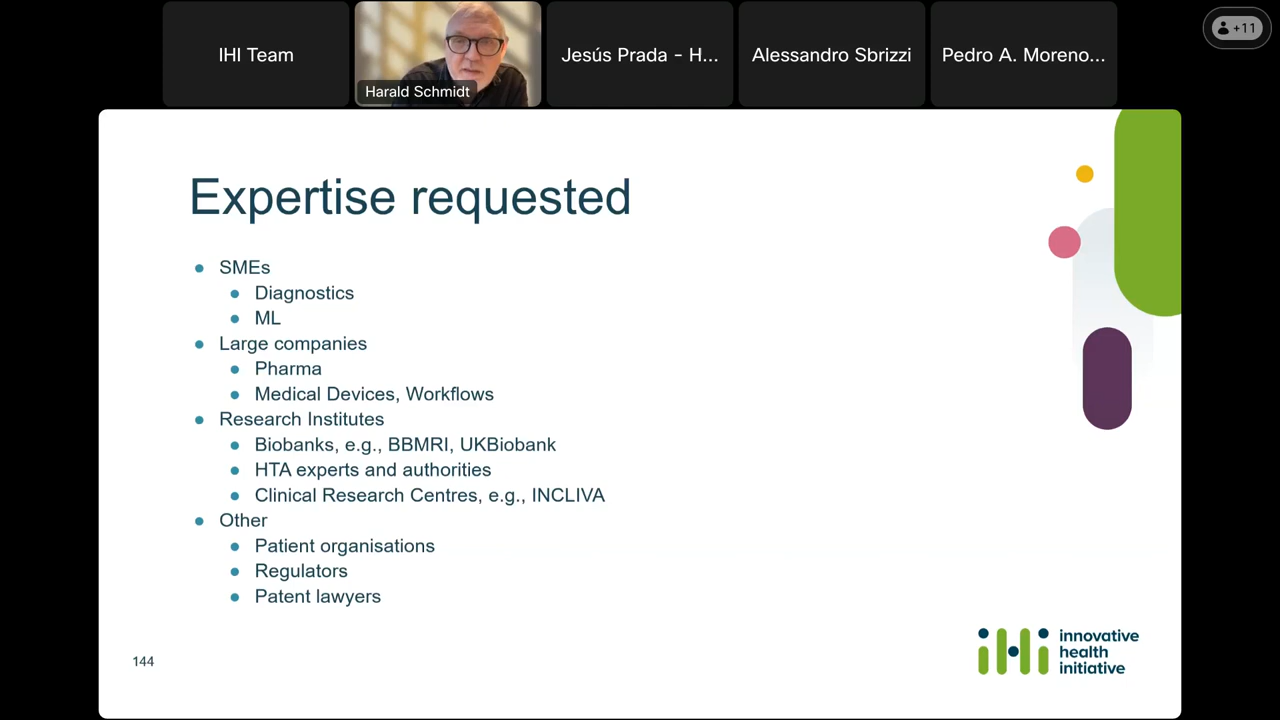 IHI Team
Harald Schmidt
Jesús Prada - H...
Alessandro Sbrizzi
Pedro A. Moreno...
+11
Expertise requested
SMEs
Diagnostics
ML
Large companies
Pharma
Medical Devices, Workflows
Research Institutes
Biobanks, e.g., BBMRI, UKBiobank
HTA experts and authorities
Clinical Research Centres, e.g., INCLIVA
Other
Patient organisations
Regulators
Patent lawyers
144
iHi
innovative
health
initiative